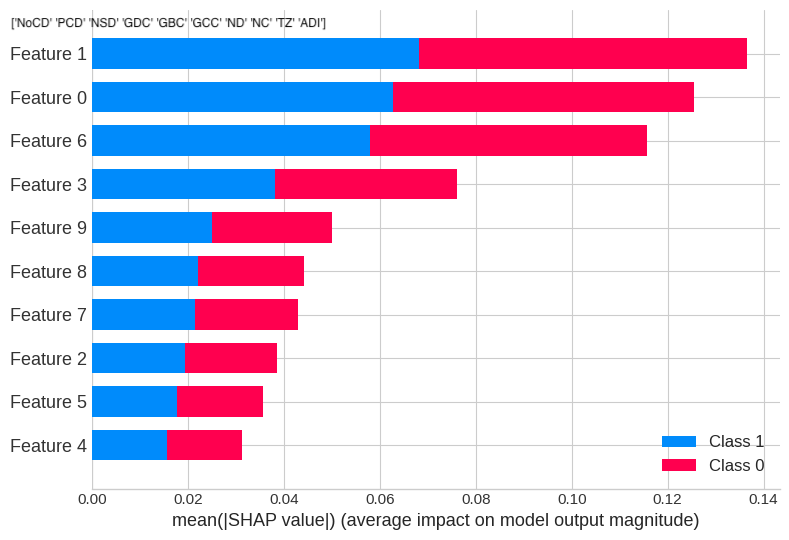 ['NoCD' 'PCD' 'NSD' 'GDC' 'GBC' 'GCC' 'ND' 'NC' 'TZ' 'ADI']
Feature 1
Feature 0
Feature 6
Feature 3
Feature 9
Feature 8
Feature 7
Feature 2
Feature 5
Feature 4
Class 1
Class 0
0.00 0.02 0.04 0.06 0.08 0.10 0.12 0.14
mean(|SHAP value|) (average impact on model output magnitude)